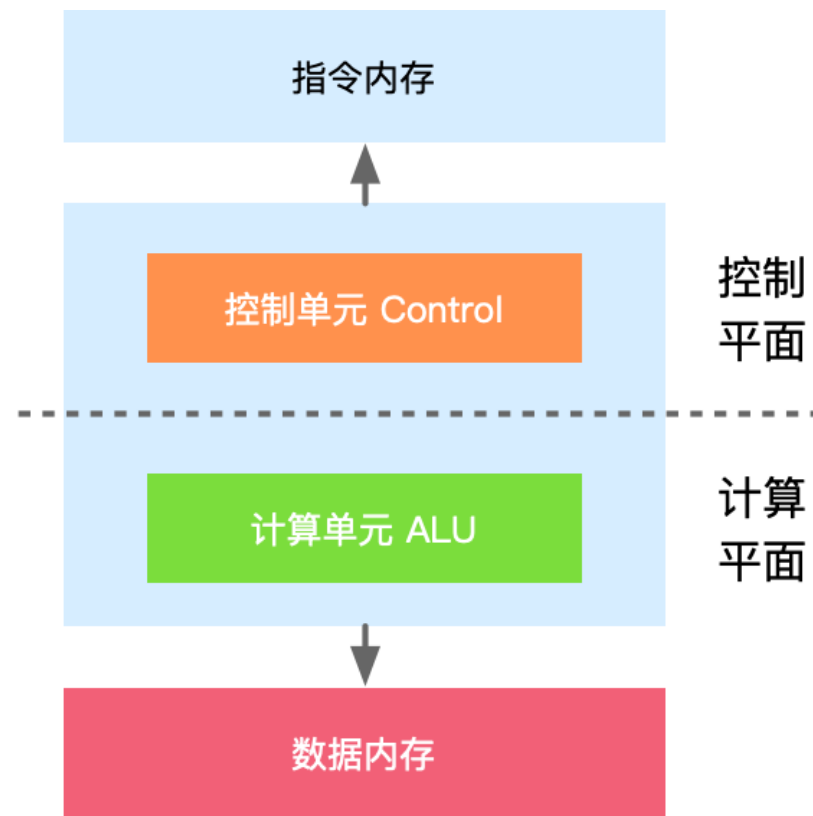 指令内存
控制单元 Control
控制
平面
计算单元 ALU
计算
平面
数据内存